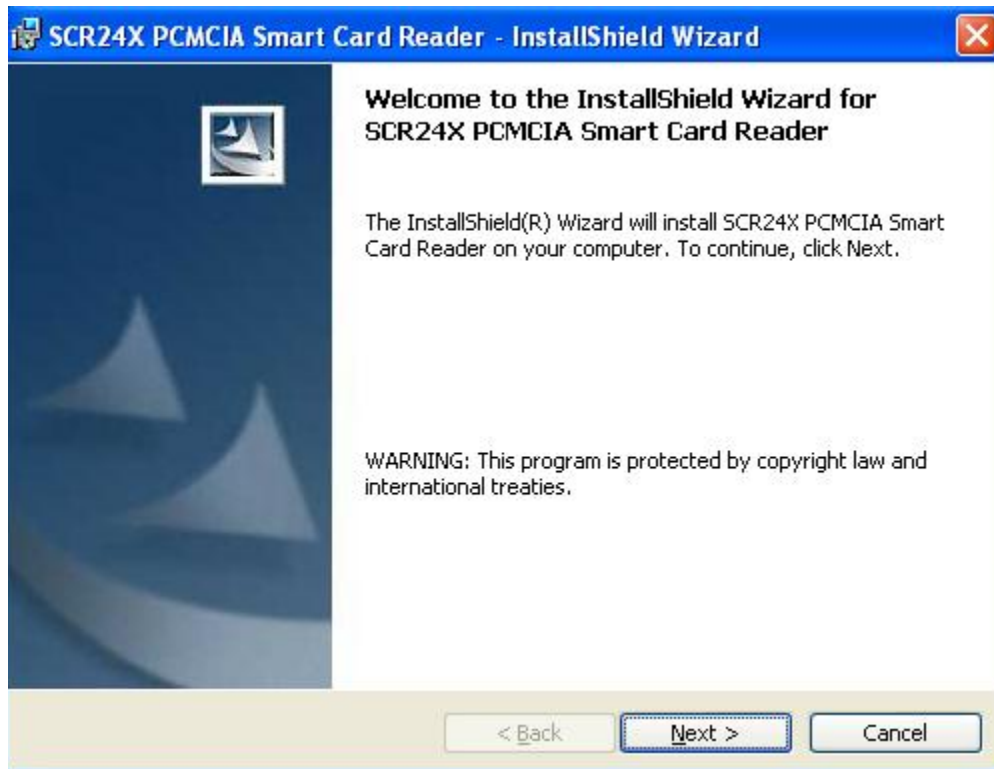 SCR24X PCMCIA Smart Card Reader - InstallShield Wizard
Welcome to the InstallShield Wizard for
SCR24X PCMCIA Smart Card Reader
The InstallShield(R) Wizard will install SCR24X PCMCIA Smart
Card Reader on your computer. To continue, click Next.
WARNING: This program is protected by copyright law and
international treaties.
< Back
Next >
Cancel